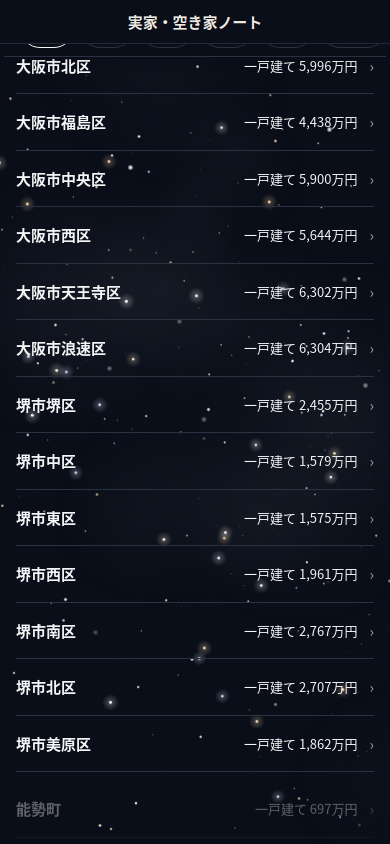 実家・空き家ノート
大阪市北区 一戸建て 5,996万円 ›
大阪市福島区 一戸建て 4,438万円 ›
大阪市中央区 一戸建て 5,900万円 ›
大阪市西区 一戸建て 5,644万円 ›
大阪市天王寺区 一戸建て 6,302万円 ›
大阪市浪速区 一戸建て 6,304万円 ›
堺市堺区 一戸建て 2,455万円 ›
堺市中区 一戸建て 1,579万円 ›
堺市東区 一戸建て 1,575万円 ›
堺市西区 一戸建て 1,961万円 ›
堺市南区 一戸建て 2,767万円 ›
堺市北区 一戸建て 2,707万円 ›
堺市美原区 一戸建て 1,862万円 ›
能勢町 一戸建て 697万円 ›